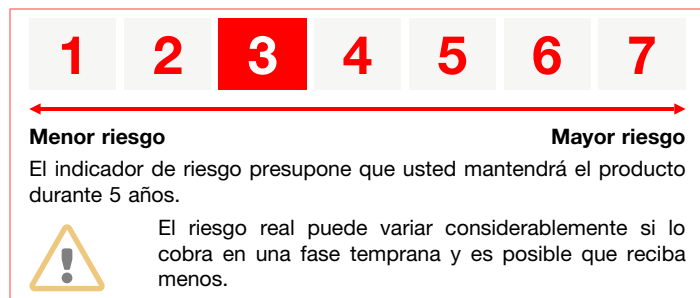 1 2 3 4 5 6 7
Menor riesgo Mayor riesgo
El indicador de riesgo presupone que usted mantendrá el producto
durante 5 años.
El riesgo real puede variar considerablemente si lo
cobra en una fase temprana y es posible que reciba
menos.